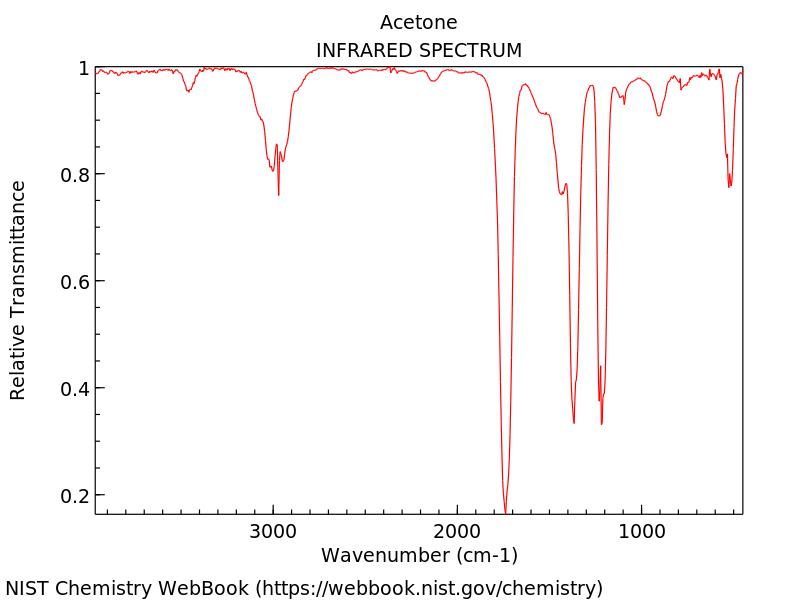 Acetone
INFRARED SPECTRUM
1
0.8
0.6
0.4
0.2
Relative Transmittance
3000 2000 1000
Wavenumber (cm-1)
NIST Chemistry WebBook (https://webbook.nist.gov/chemistry)